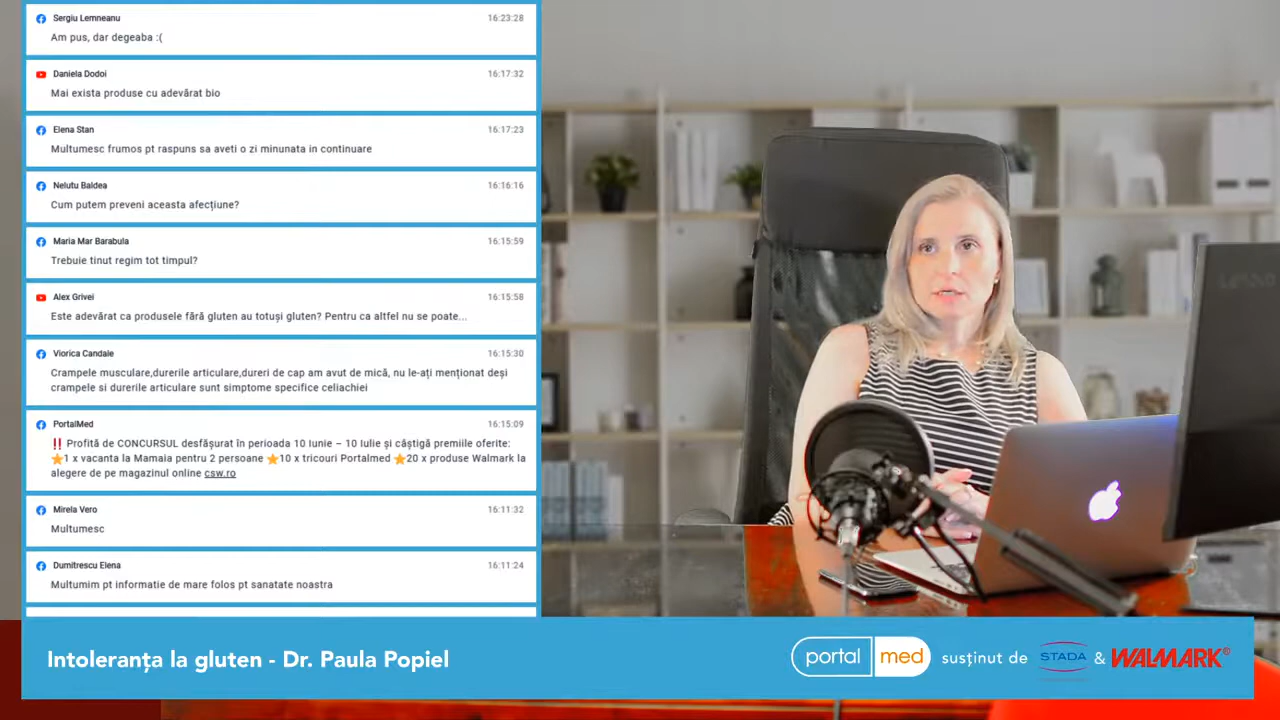 Sergiu Lemneanu 16:23:28
Am pus, dar degeaba :(
Daniela Dodoi 16:17:32
Mai exista produse cu adevărat bio
Elena Stan 16:17:23
Multumesc frumos pt raspuns sa aveti o zi minunata in continuare
Nelutu Baldea 16:16:16
Cum putem preveni aceasta afecțiune?
Maria Mar Barabula 16:15:59
Trebuie tinut regim tot timpul?
Alex Grivei 16:15:58
Este adevărat ca produsele fără gluten au totuși gluten? Pentru ca altfel nu se poate...
Viorica Candale 16:15:30
Crampele musculare,durerile articulare,dureri de cap am avut de mică, nu le-ați menționat deși
crampele si durerile articulare sunt simptome specifice celiachiei
PortalMed 16:15:09
‼️ Profită de CONCURSUL desfășurat în perioada 10 Iunie – 10 Iulie și câștigă premiile oferite:
⭐1 x vacanta la Mamaia pentru 2 persoane ⭐10 x tricouri Portalmed ⭐20 x produse Walmark la
alegere de pe magazinul online csw.ro
Mirela Vero 16:11:32
Multumesc
Dumitrescu Elena 16:11:24
Multumim pt informatie de mare folos pt sanatate noastra
Intoleranța la gluten - Dr. Paula Popiel
portal med susținut de STADA & WALMARK®